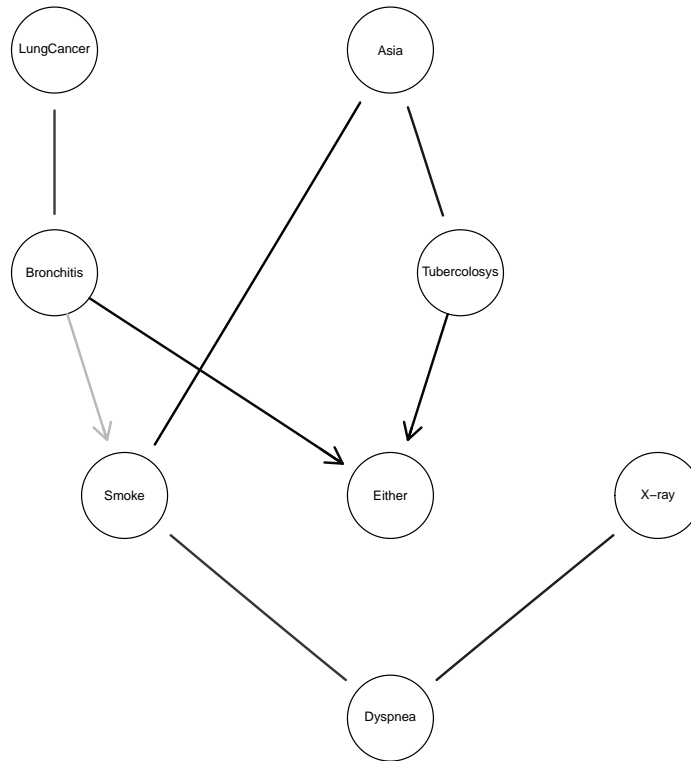 LungCancer
Asia
Bronchitis
Tubercolosys
Smoke
Either
X−ray
Dyspnea